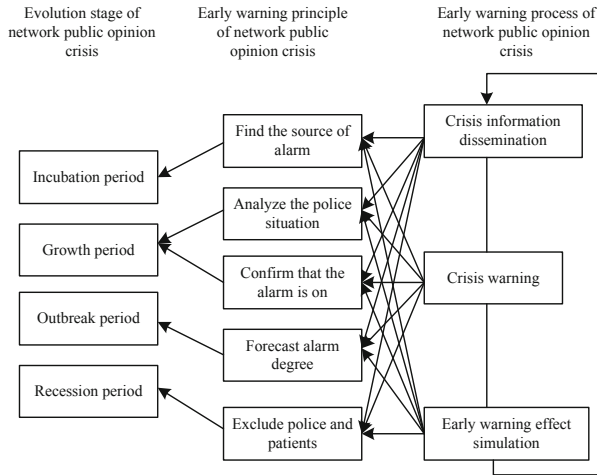 Evolution stage of
network public opinion
crisis
Early warning principle
of network public
opinion crisis
Early warning process of
network public opinion
crisis
Incubation period
Growth period
Outbreak period
Recession period
Find the source of
alarm
Analyze the police
situation
Confirm that the
alarm is on
Forecast alarm
degree
Exclude police and
patients
Crisis information
dissemination
Crisis warning
Early warning effect
simulation